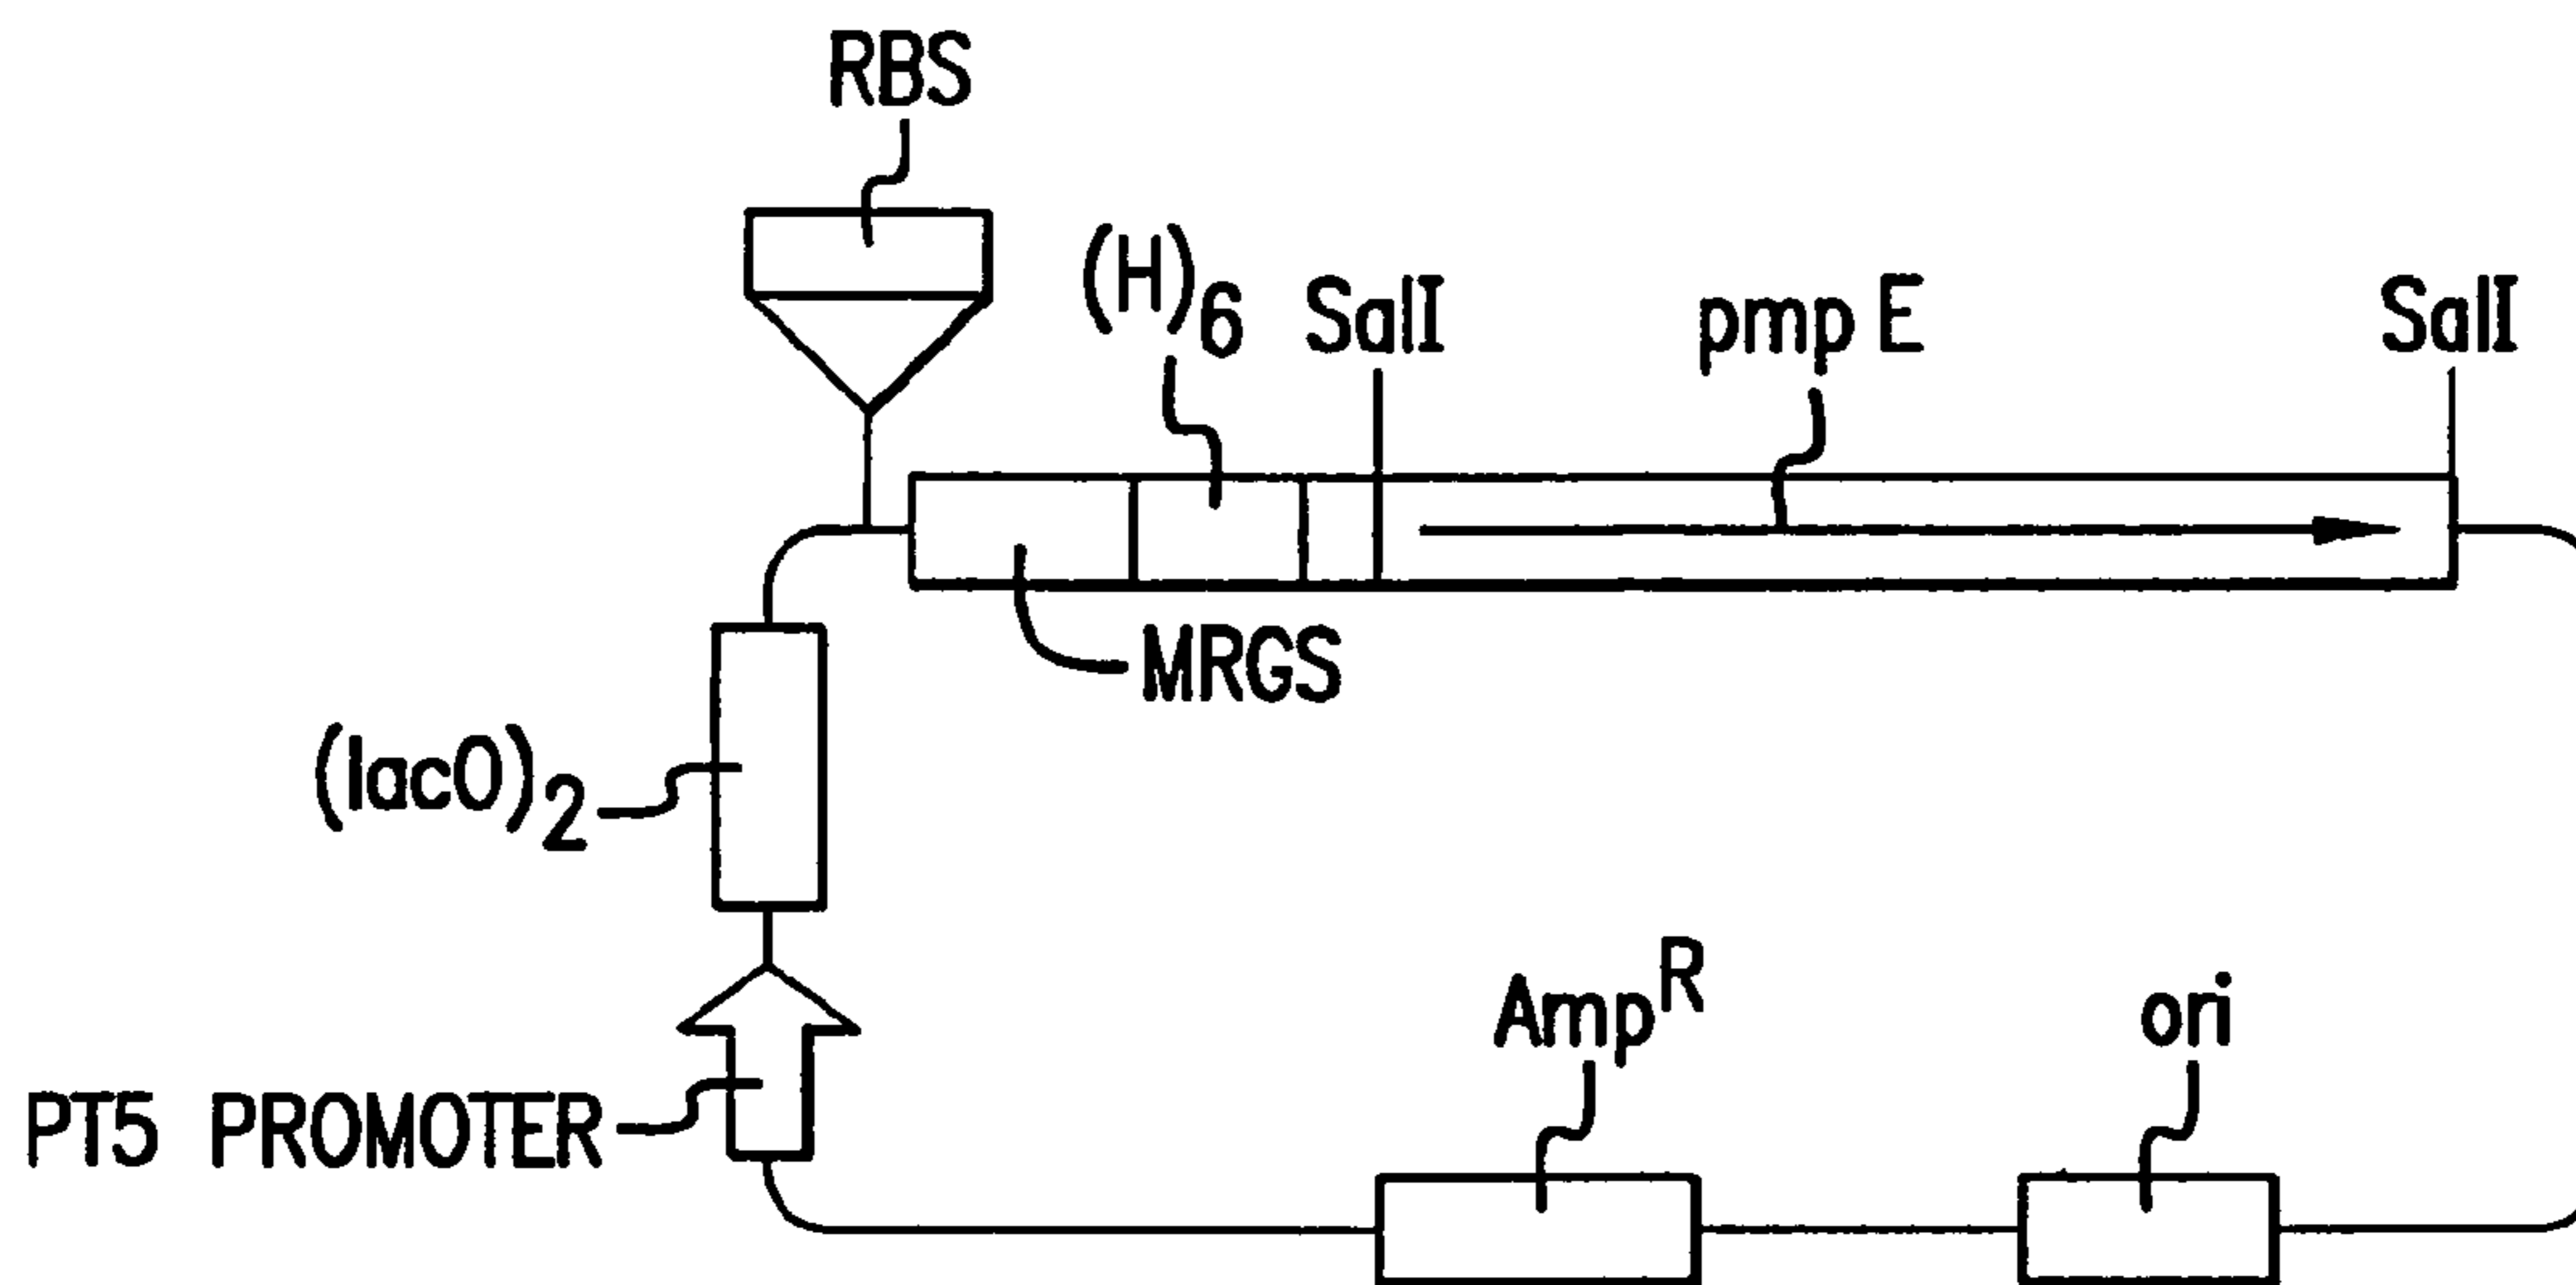 RBS
(H)6
SalI
pmp E
SalI
MRGS
(lacO)2
AmpR
ori
PT5 PROMOTER